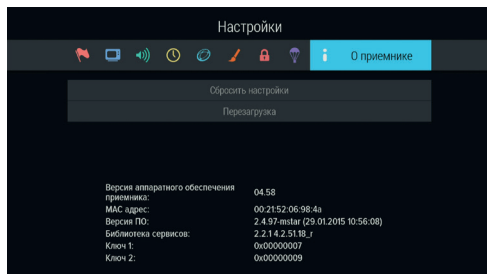 Настройки
О приемнике
Сбросить настройки
Перезагрузка
Версия аппаратного обеспечения приемника: 04.58
MAC адрес: 00:21:52:06:98:4a
Версия ПО: 2.4.97-mstar (29.01.2015 10:56:08)
Библиотека сервисов: 2.2.1 4.2.51.18_r
Ключ 1: 0x00000007
Ключ 2: 0x00000009